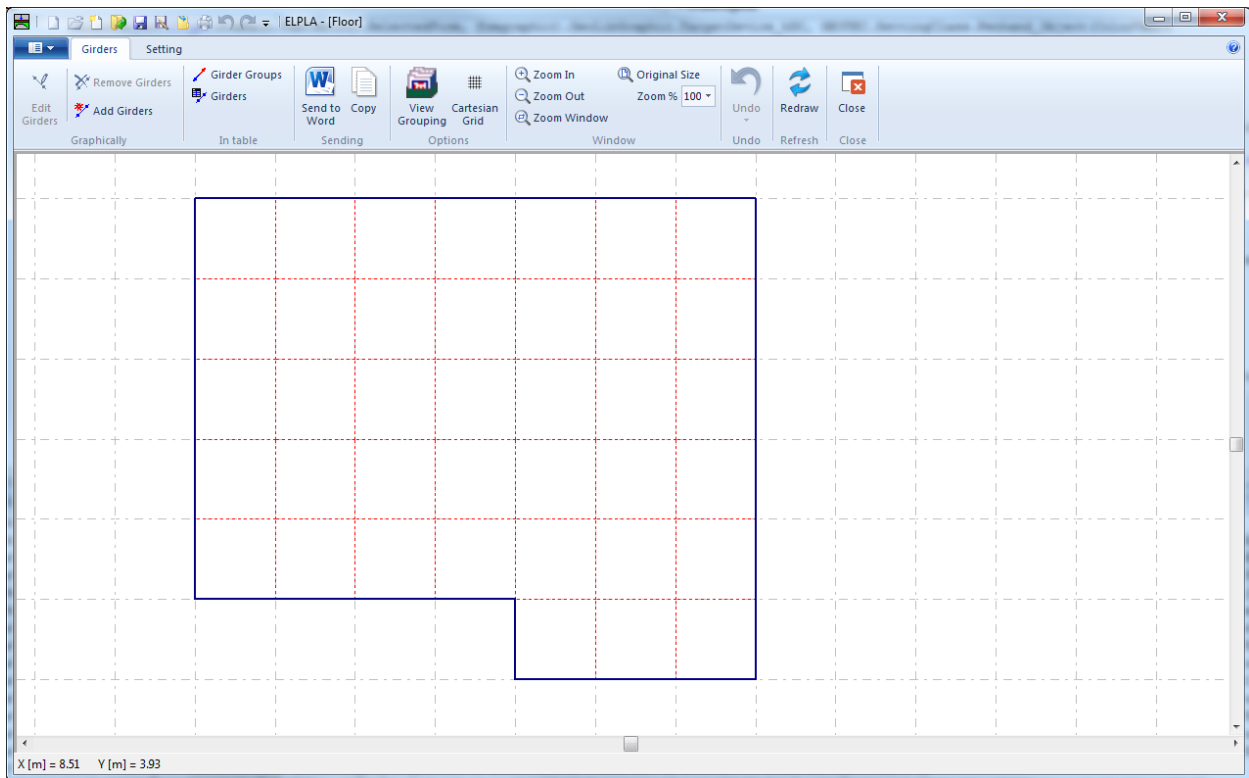 ELPLA - [Floor]
Girders Setting
Edit Girders
Remove Girders
Add Girders
Graphically
Girder Groups
Girders
In table
Send to Word
Copy
Sending
View Grouping
Cartesian Grid
Options
Zoom In
Zoom Out
Zoom Window
Original Size
Zoom % 100
Window
Undo
Undo
Redraw
Refresh
Close
Close
X [m] = 8.51 Y [m] = 3.93